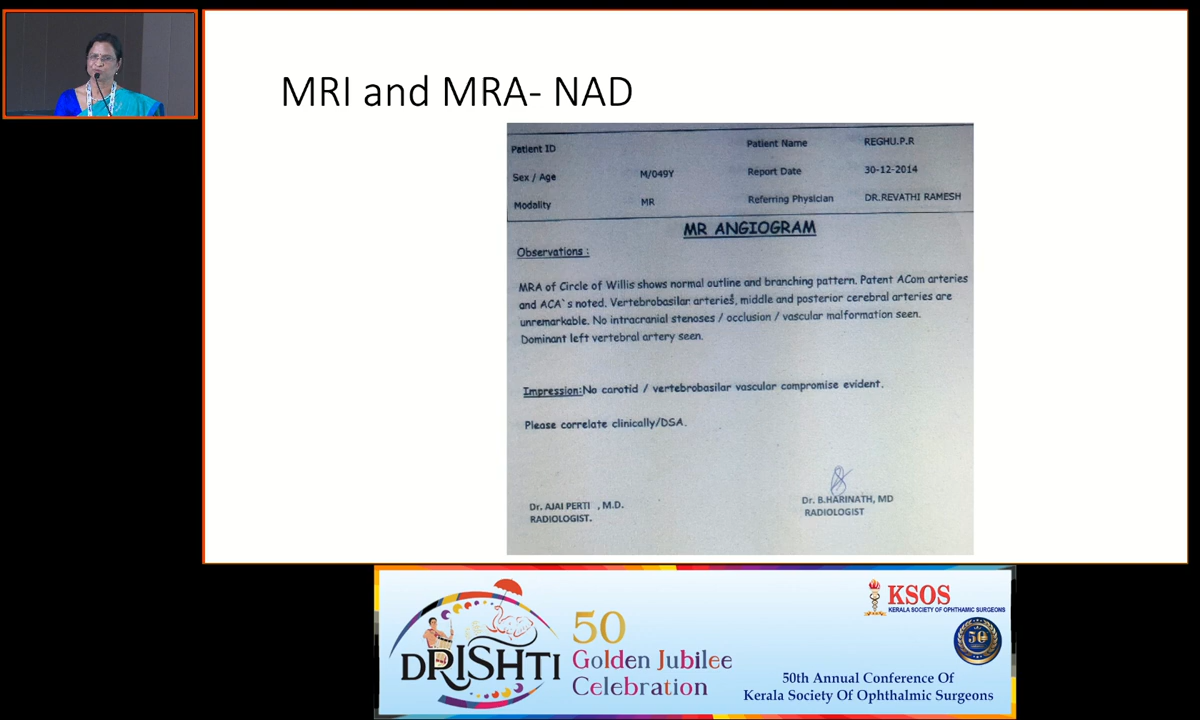 MRI and MRA- NAD
Patient ID
Patient Name REGHU.P.R
Sex / Age M/049Y
Report Date 30-12-2014
Modality MR
Referring Physician DR.REVATHI RAMESH
MR ANGIOGRAM
Observations :
MRA of Circle of Willis shows normal outline and branching pattern. Patent ACom arteries
and ACA`s noted. Vertebrobasilar arteries, middle and posterior cerebral arteries are
unremarkable. No intracranial stenoses / occlusion / vascular malformation seen.
Dominant left vertebral artery seen.
Impression:No carotid / vertebrobasilar vascular compromise evident.
Please correlate clinically/DSA.
Dr. AJAI PERTI , M.D.
RADIOLOGIST.
Dr. B.HARINATH, MD
RADIOLOGIST
DRISHTI
50
Golden Jubilee
Celebration
KSOS
KERALA SOCIETY OF OPHTHAMIC SURGEONS
50
50th Annual Conference Of
Kerala Society Of Ophthalmic Surgeons